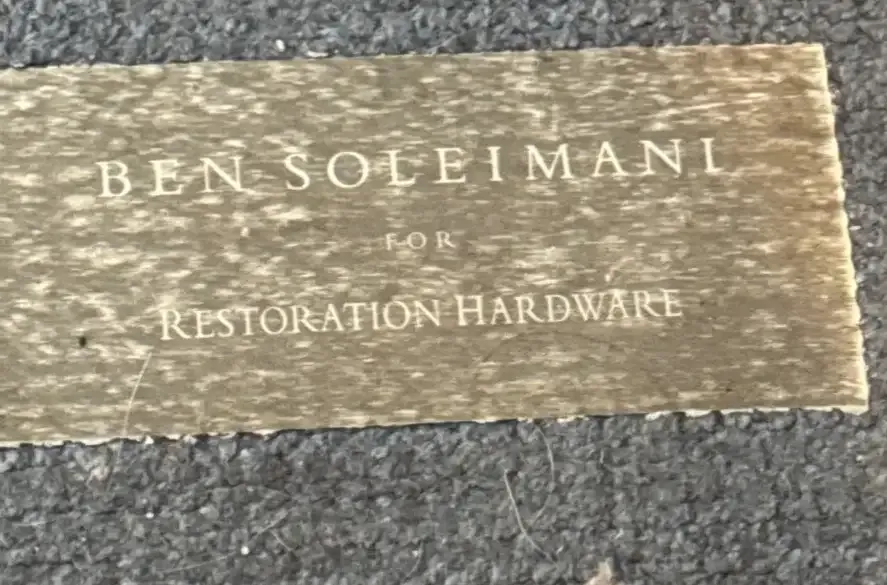 BEN SOLEIMANI
FOR
RESTORATION HARDWARE